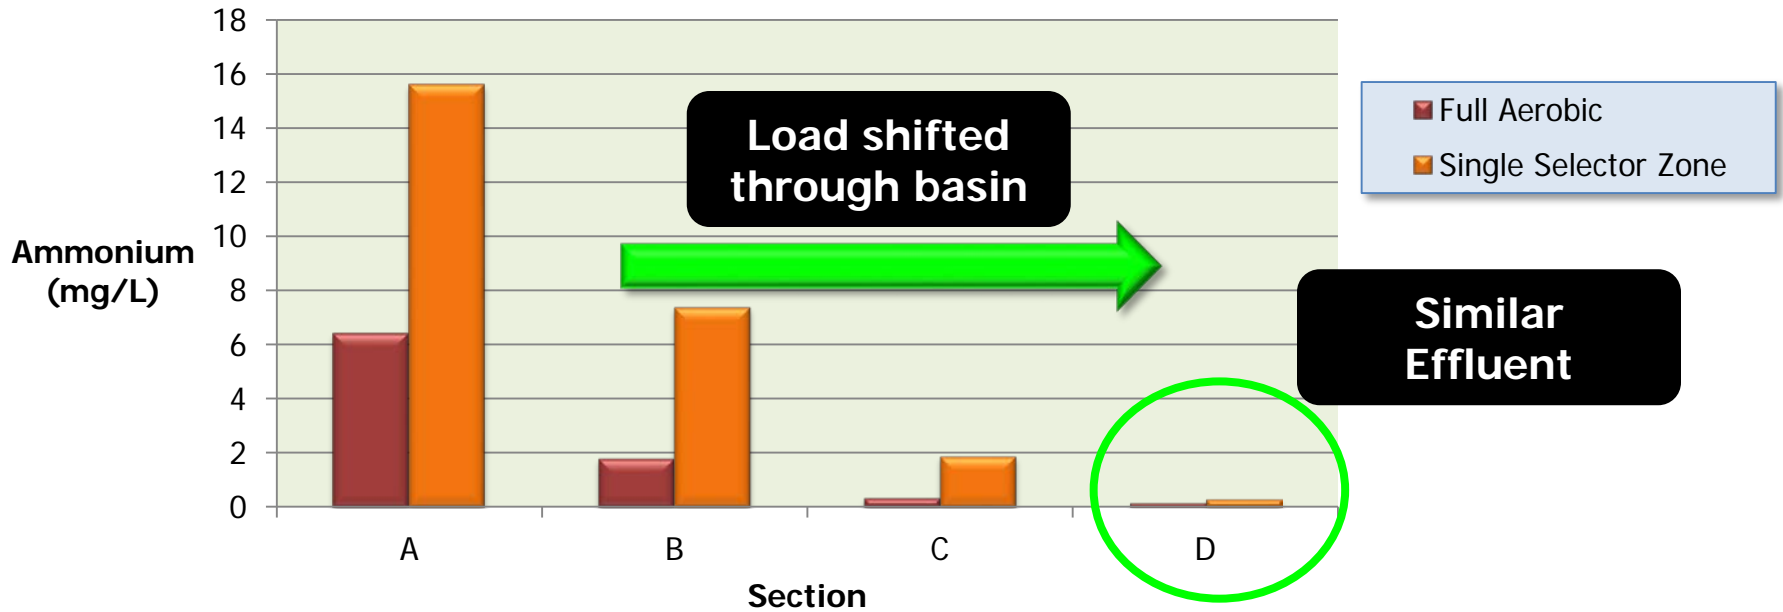 18
16
14
12
10
8
6
4
2
0
Ammonium
(mg/L)
Load shifted
through basin
Full Aerobic
Single Selector Zone
Similar
Effluent
A
B
C
D
Section